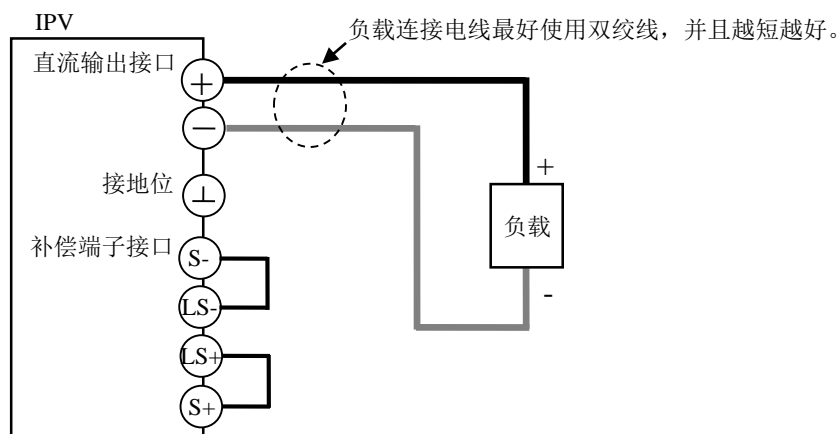 IPV
负载连接电线最好使用双绞线，并且越短越好。
直流输出接口
+
—
接地位
⊥
补偿端子接口
S-
LS-
LS+
S+
+
负载
-